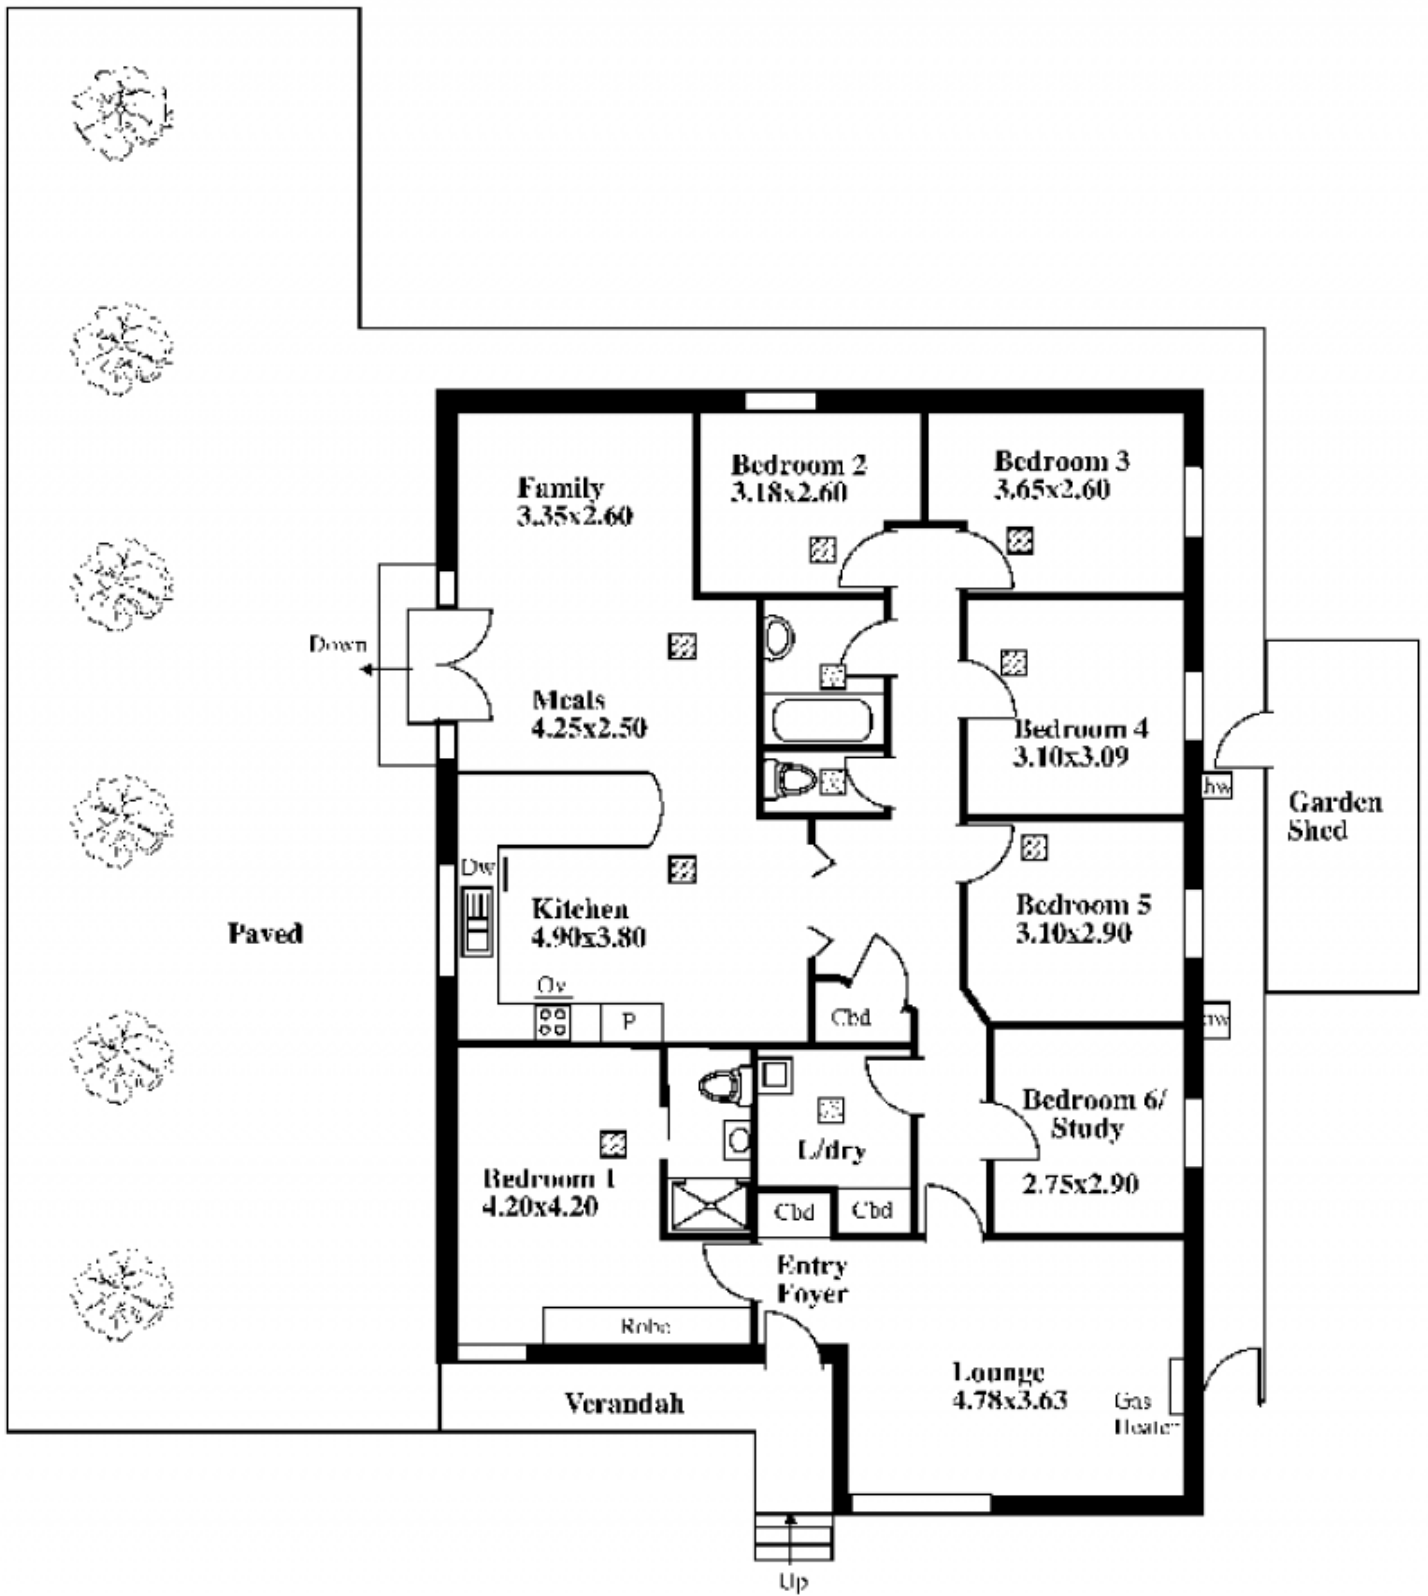 Family
3.35x2.60
Bedroom 2
3.18x2.60
Bedroom 3
3.65x2.60
Down
Meals
4.25x2.50
Bedroom 4
3.10x3.09
hw
Garden
Shed
Dw
Kitchen
4.90x3.80
Bedroom 5
3.10x2.90
Paved
Ov
P
Cbd
Bedroom 6/
Study
2.75x2.90
L/dry
Bedroom 1
4.20x4.20
Cbd
Cbd
Entry
Foyer
Robe
Verandah
Lounge
4.78x3.63
Gas
Heater
Up